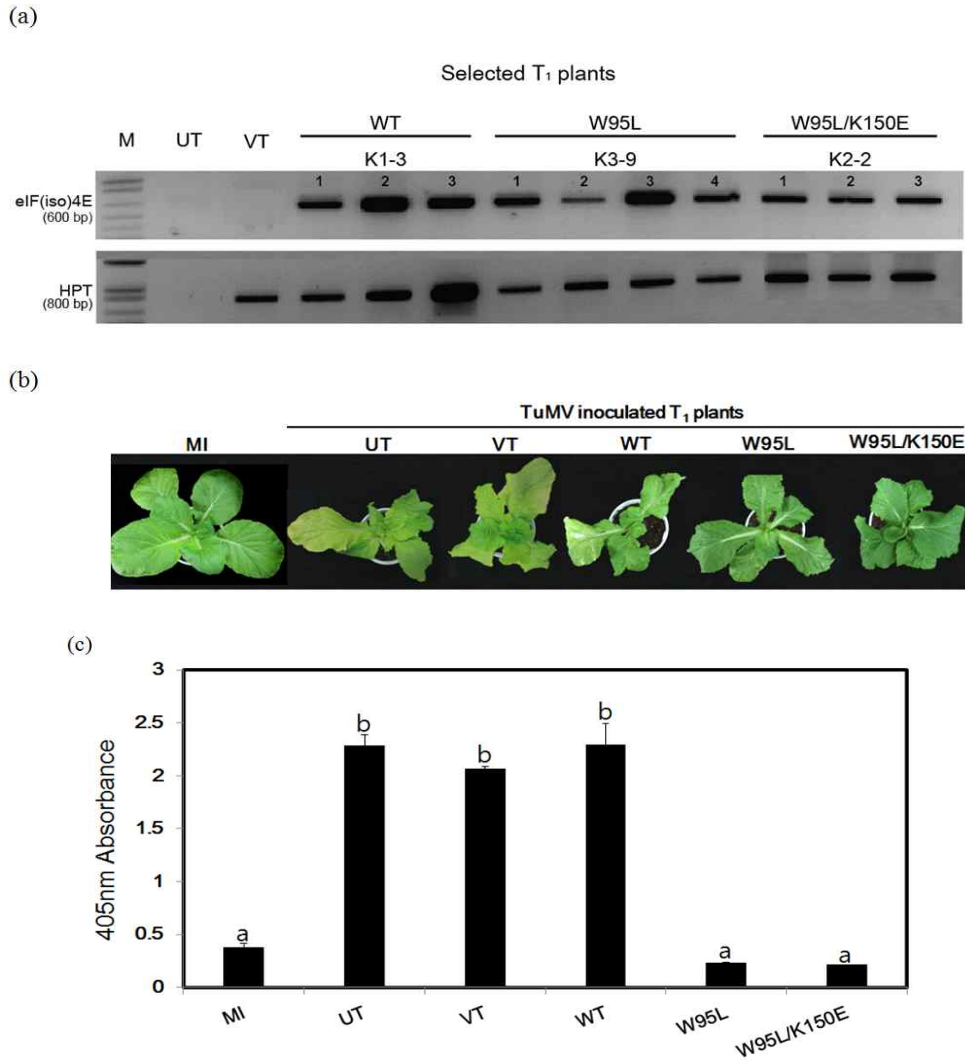 (a)
Selected T₁ plants
M UT VT WT W95L W95L/K150E
K1-3 K3-9 K2-2
eIF(iso)4E 1 2 3 1 2 3 4 1 2 3
(600 bp)
HPT
(800 bp)
(b)
TuMV inoculated T₁ plants
MI UT VT WT W95L W95L/K150E
(c)
3
2.5
2
1.5
1
0.5
0
405nm Absorbance
a b b b a a
MI UT VT WT W95L W95L/K150E